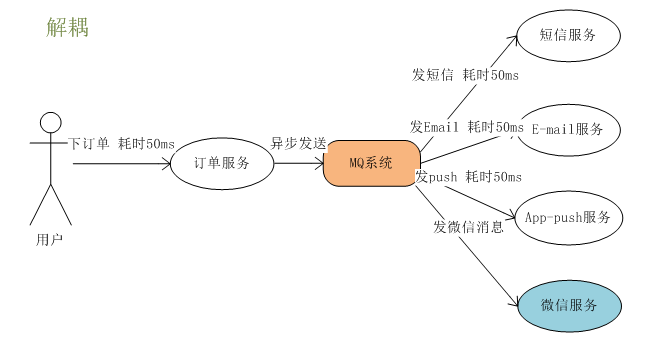 解耦
短信服务
发短信 耗时50ms
发Email 耗时50ms
E-mail服务
下订单 耗时50ms
异步发送
订单服务
MQ系统
发push 耗时50ms
App-push服务
发微信消息
用户
微信服务